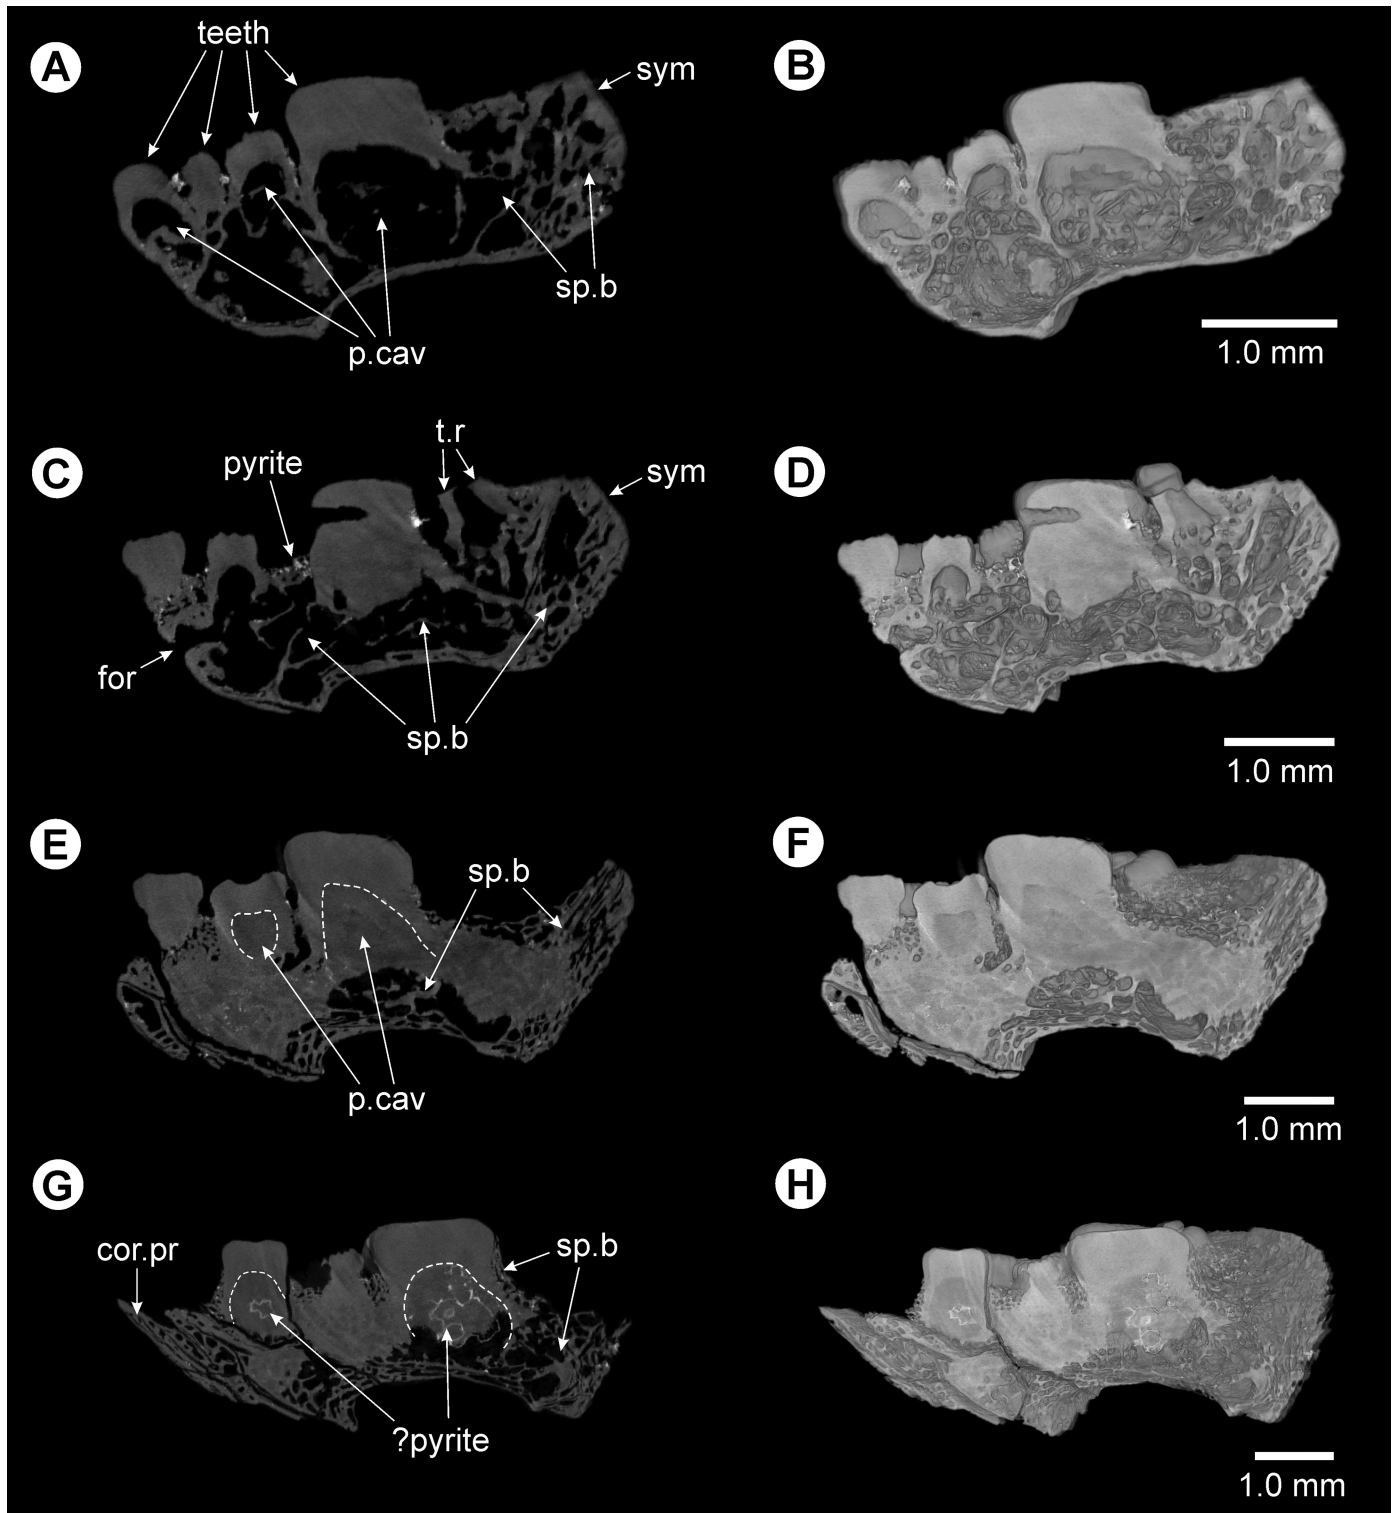 A
teeth
sym
sp.b
p.cav
B
1.0 mm
C
pyrite
t.r
sym
for
sp.b
D
1.0 mm
E
sp.b
p.cav
F
1.0 mm
G
cor.pr
sp.b
?pyrite
H
1.0 mm